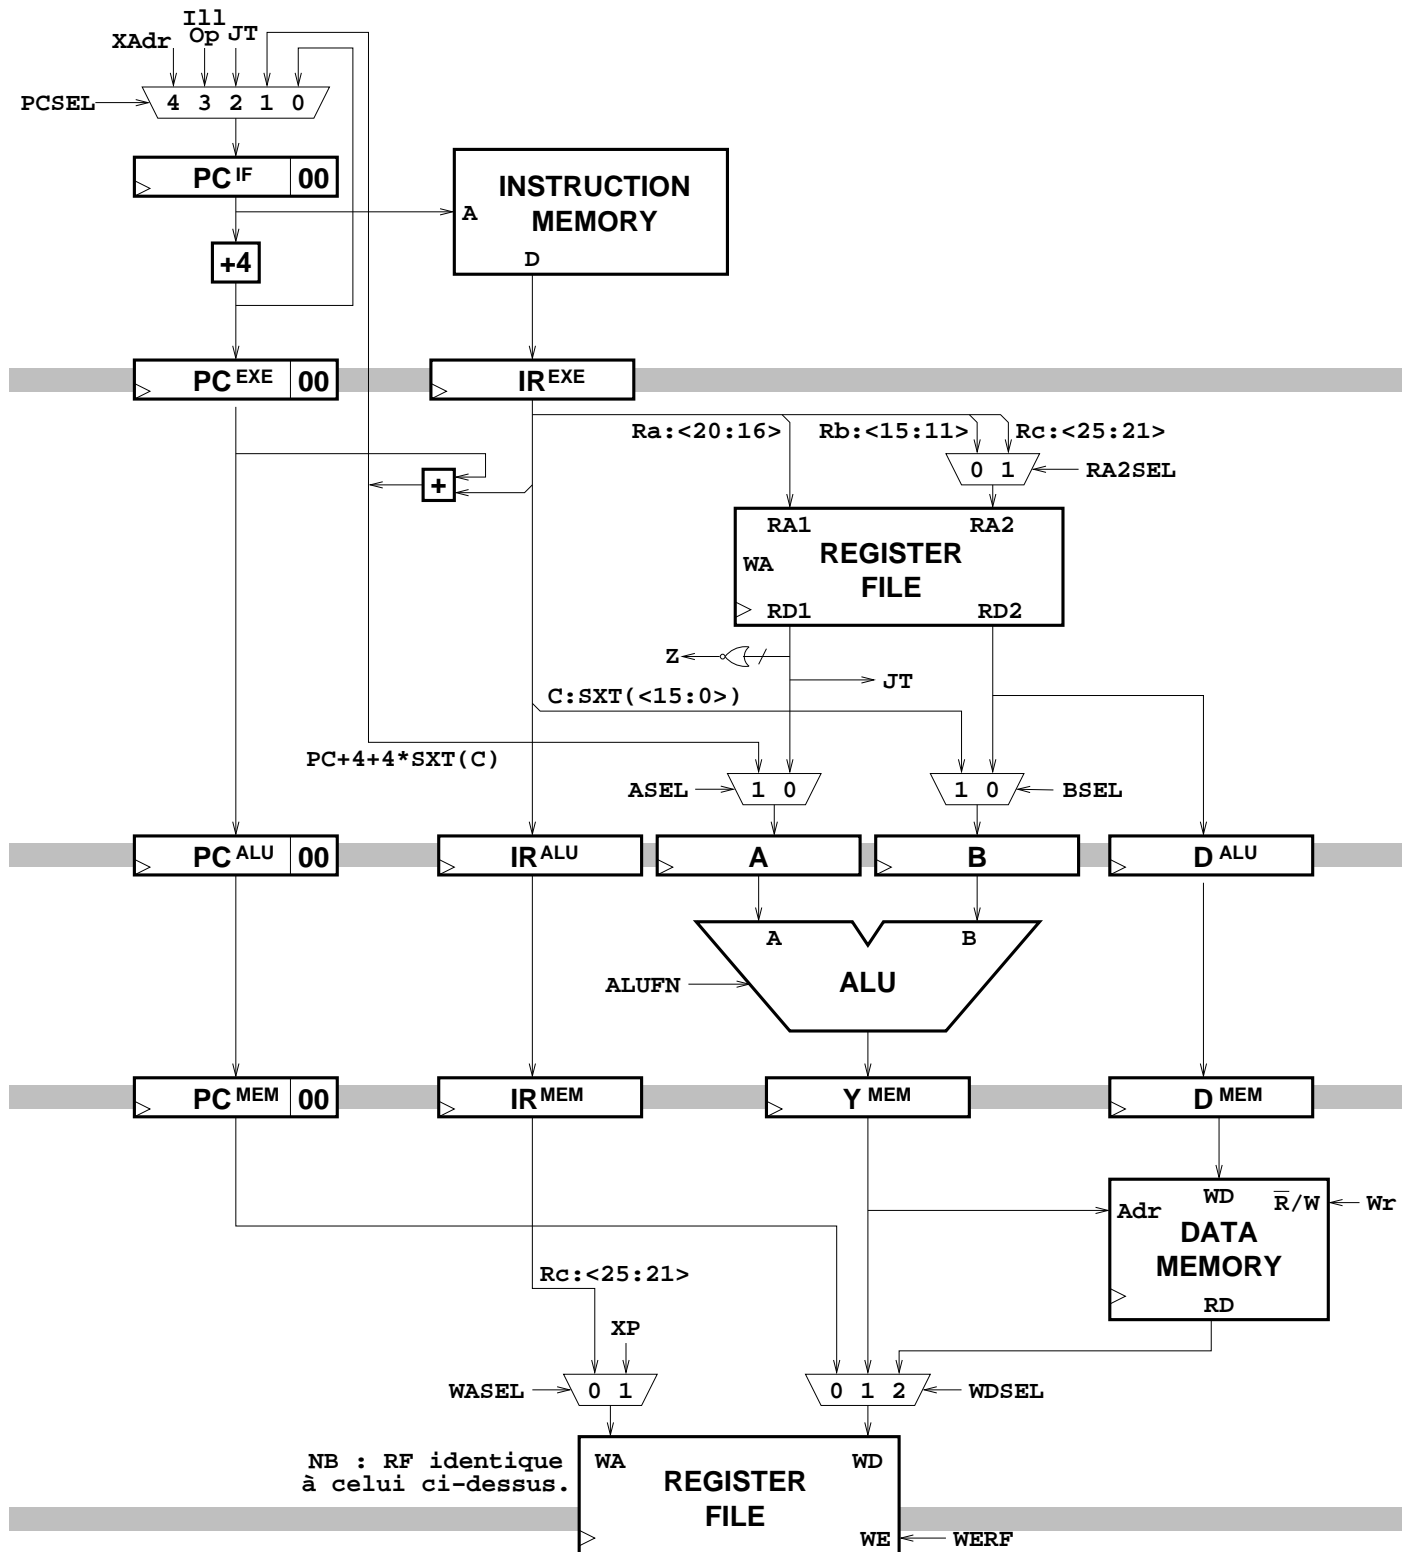 Ill
XAdr Op JT
PCSEL 4 3 2 1 0
PC IF 00
INSTRUCTION
MEMORY
A
D
+4
PC EXE 00 IR EXE
Ra:<20:16> Rb:<15:11> Rc:<25:21>
+ 0 1 RA2SEL
RA1 RA2
WA REGISTER
FILE
RD1 RD2
Z JT
C:SXT(<15:0>)
PC+4+4*SXT(C)
ASEL 1 0 1 0 BSEL
PC ALU 00 IR ALU A B D ALU
A B
ALUFN ALU
PC MEM 00 IR MEM Y MEM D MEM
WD R̅/W Wr
Adr DATA
MEMORY
RD
Rc:<25:21>
XP
WASEL 0 1 0 1 2 WDSEL
NB : RF identique
à celui ci-dessus.
WA WD
REGISTER
FILE
WE WERF